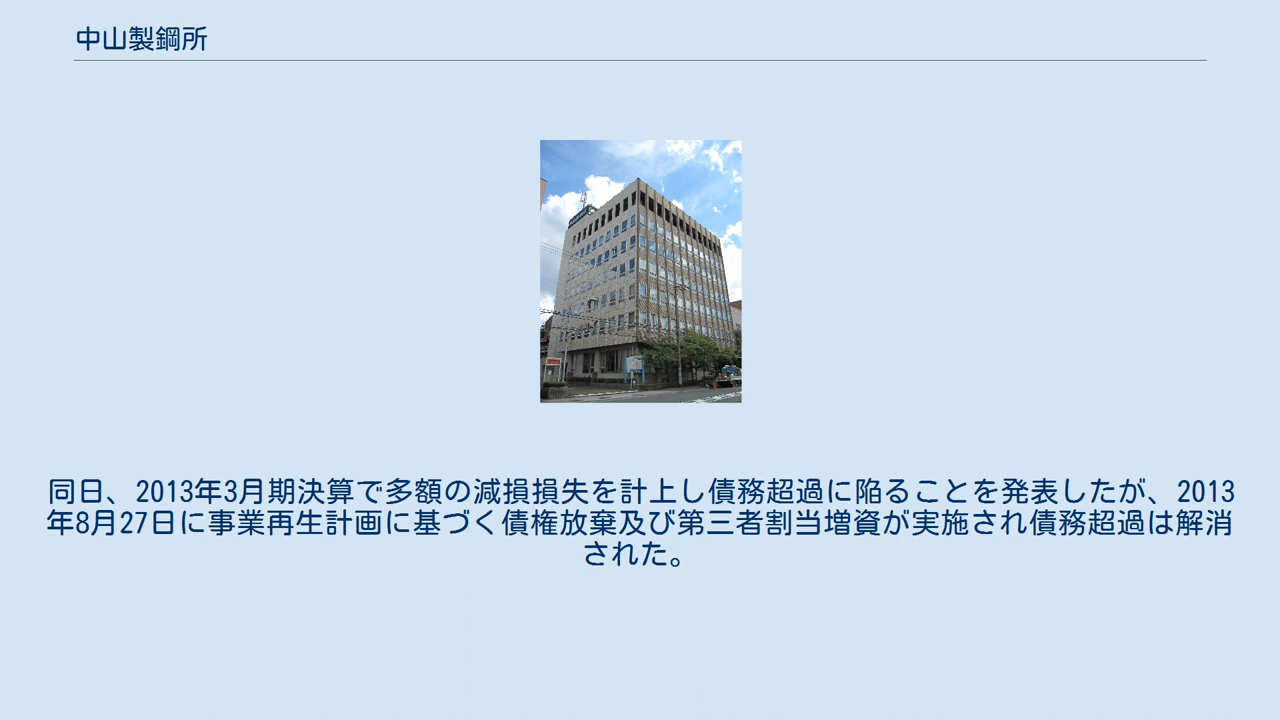 中山製鋼所
同日、2013年3月期決算で多額の減損損失を計上し債務超過に陥ることを発表したが、2013
年8月27日に事業再生計画に基づく債権放棄及び第三者割当増資が実施され債務超過は解消
された。